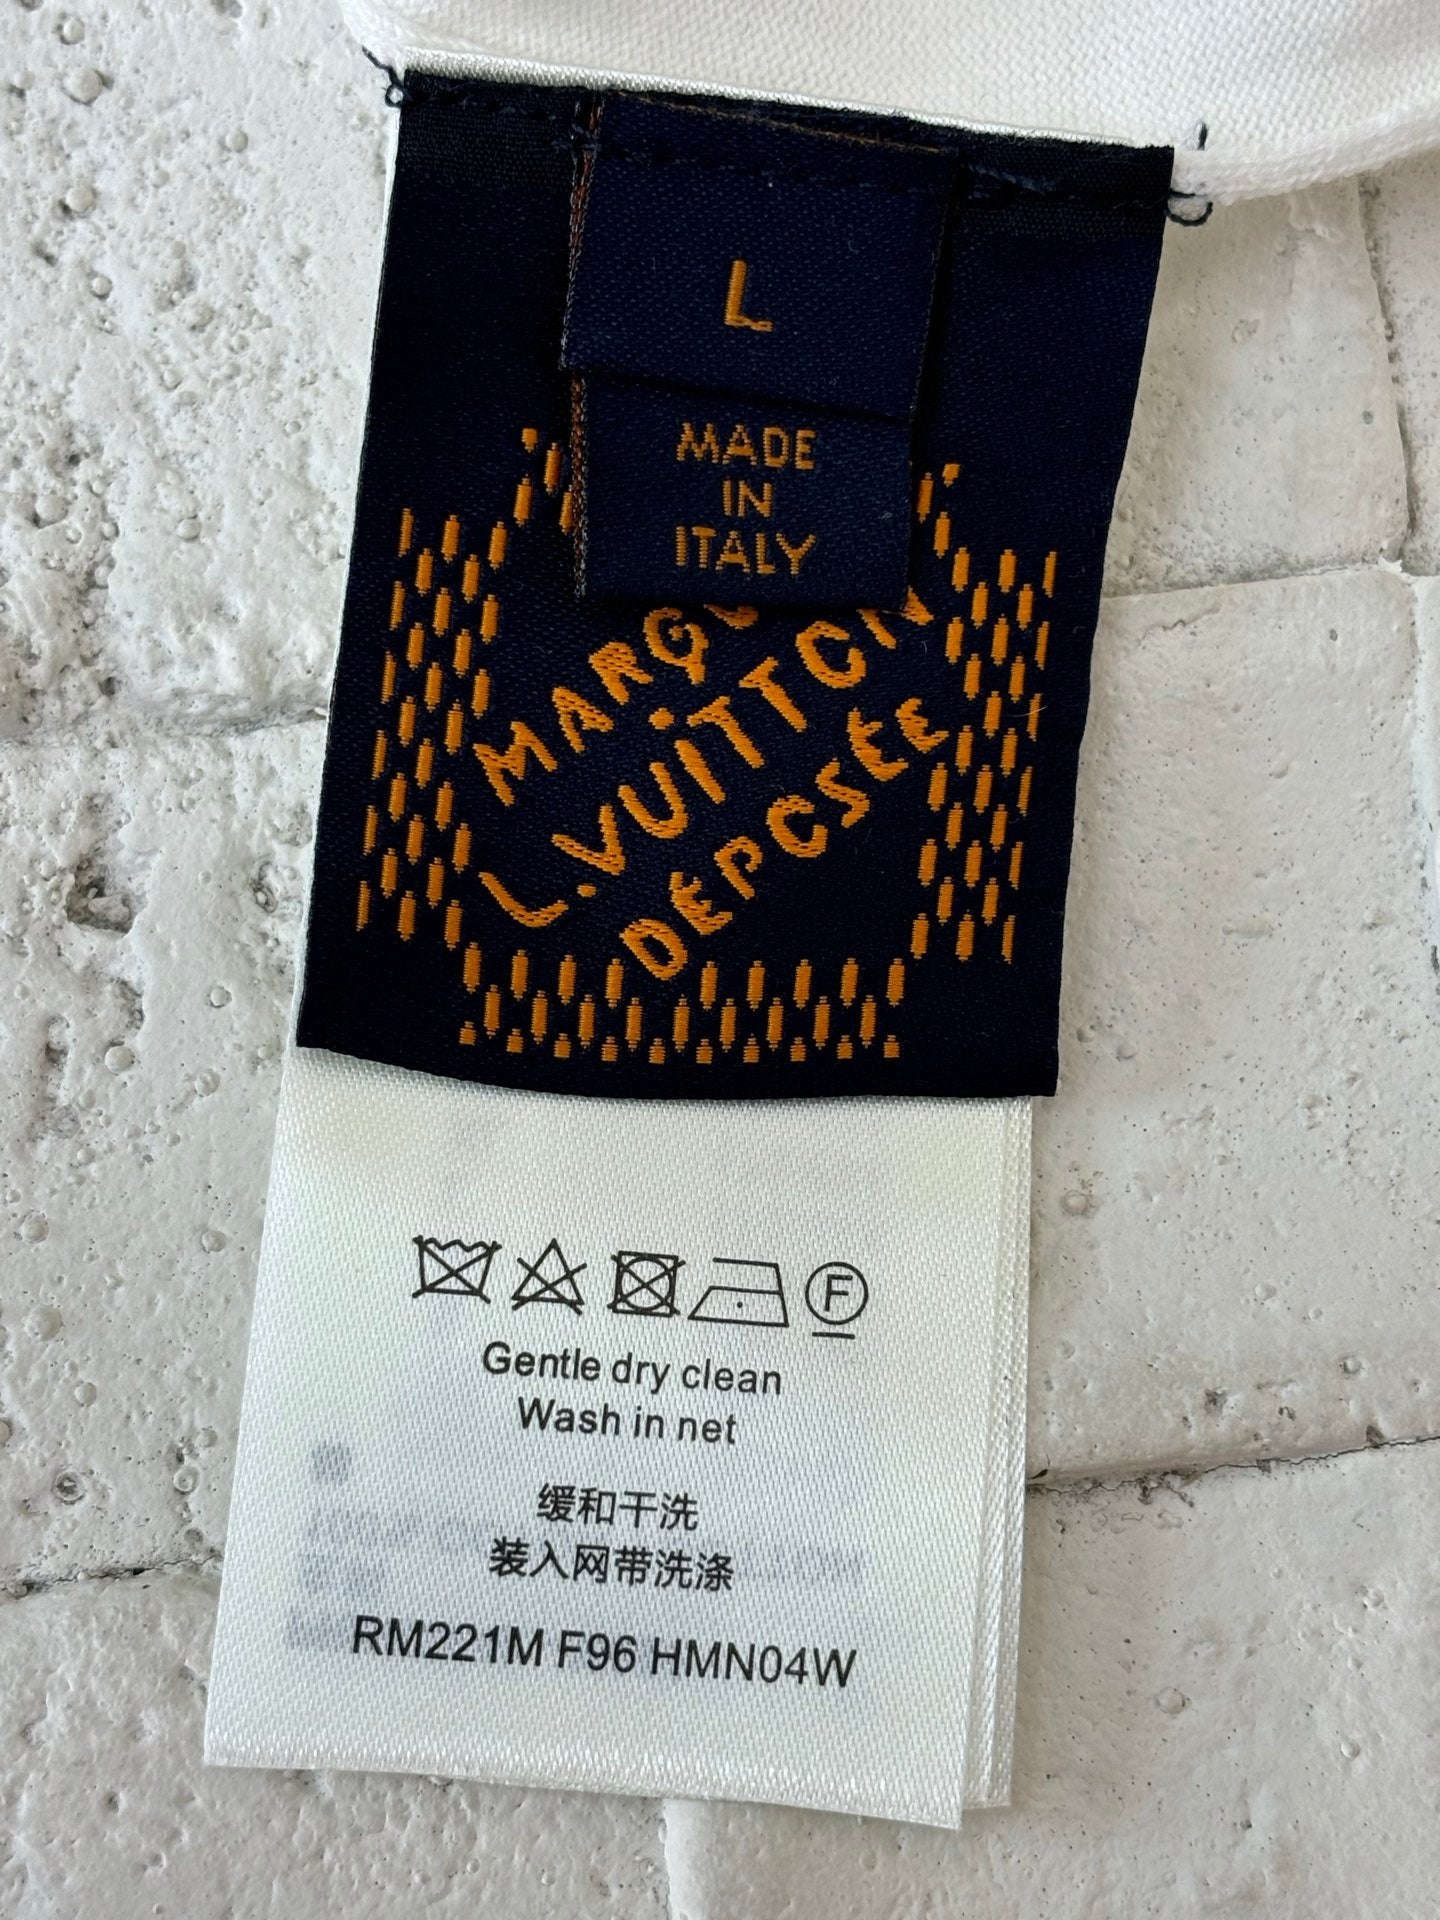 L
MADE
IN
ITALY
MARQU
L.VUITTON
DÉPOSÉE
F
Gentle dry clean
Wash in net
缓和干洗
装入网带洗涤
RM221M F96 HMN04W